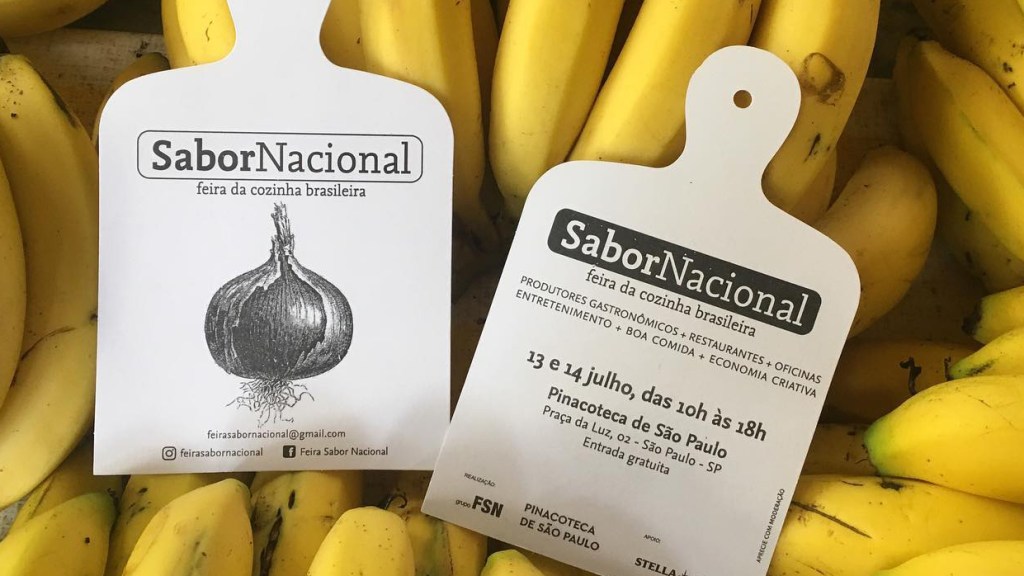 SaborNacional
feira da cozinha brasileira
feirasabornacional@gmail.com
feirasabornacional
Feira Sabor Nacional
SaborNacional
feira da cozinha brasileira
PRODUTORES GASTRONÔMICOS + RESTAURANTES + OFICINAS
ENTRETENIMENTO + BOA COMIDA + ECONOMIA CRIATIVA
13 e 14 julho, das 10h às 18h
Pinacoteca de São Paulo
Praça da Luz, 02 - São Paulo - SP
Entrada gratuita
REALIZAÇÃO:
grupo FSN
PINACOTECA
DE SÃO PAULO
APOIO:
STELLA
APRECIE COM MODERAÇÃO